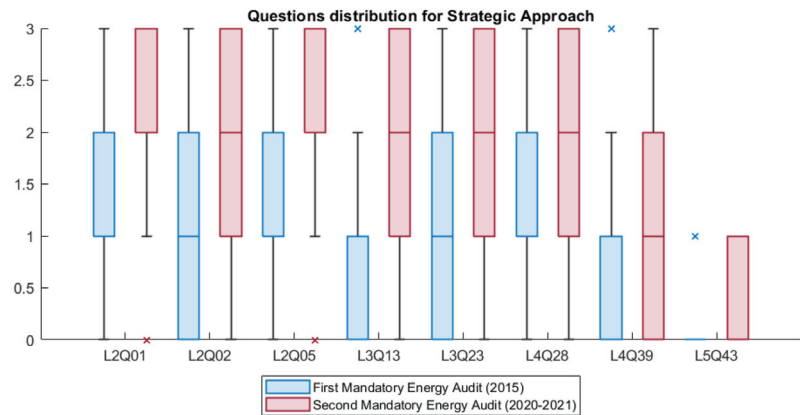 Questions distribution for Strategic Approach
3
2.5
2
1.5
1
0.5
0
L2Q01 L2Q02 L2Q05 L3Q13 L3Q23 L4Q28 L4Q39 L5Q43
First Mandatory Energy Audit (2015)
Second Mandatory Energy Audit (2020-2021)